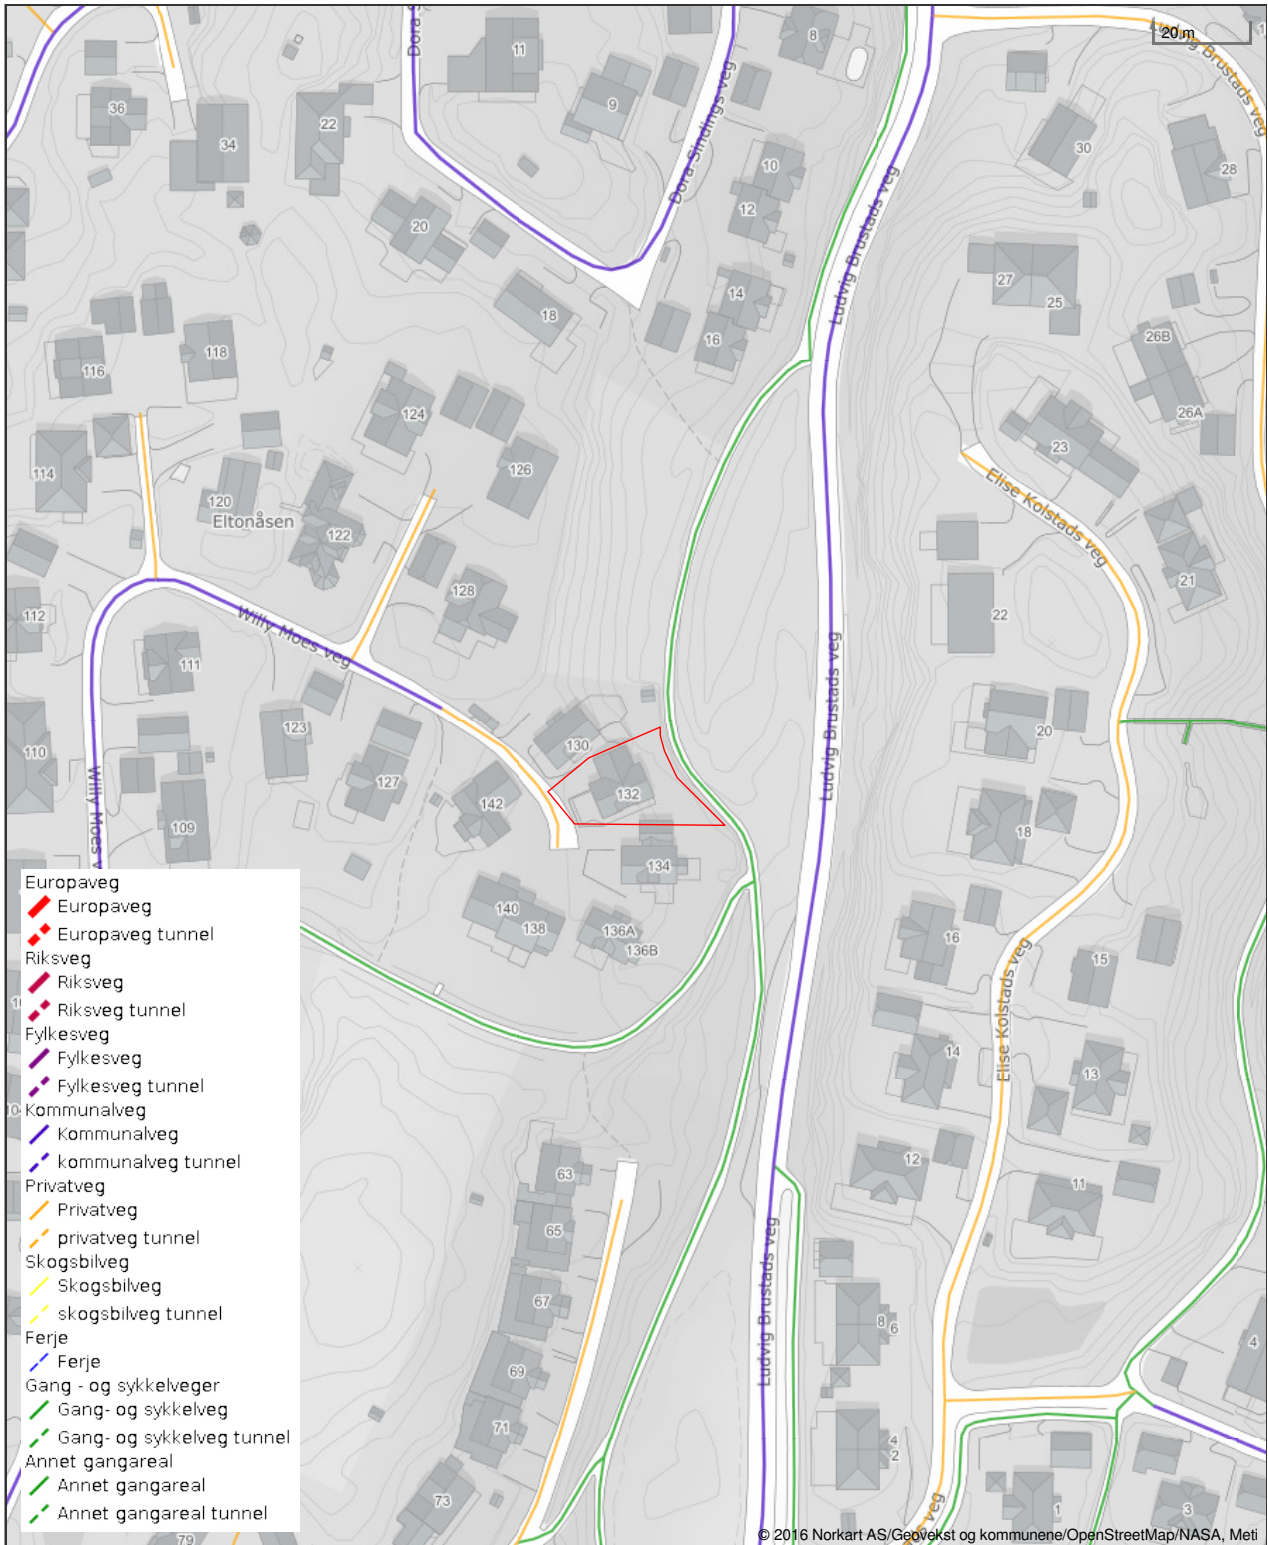 20 m
Ludvig Brustads veg
Dora S
Dora Sindings veg
11
8
9
36
34
22
10
12
30
28
20
18
14
16
Ludvig Brustads veg
27
25
26B
26A
116
118
124
126
23
Elise Kolstads veg
114
120
Eltonåsen
122
128
21
22
112
Willy Moes veg
111
123
127
130
132
142
134
Ludvig Brustads veg
20
18
110
Willy Moes v
109
140
138
136A
136B
16
15
Elise Kolstads veg
14
13
12
11
63
65
67
69
71
73
79
Ludvig Brustads veg
8
6
4
2
4
1
3
s veg
Europaveg
Europaveg
Europaveg tunnel
Riksveg
Riksveg
Riksveg tunnel
Fylkesveg
Fylkesveg
Fylkesveg tunnel
Kommunalveg
Kommunalveg
kommunalveg tunnel
Privatveg
Privatveg
privatveg tunnel
Skogsbilveg
Skogsbilveg
skogsbilveg tunnel
Ferje
Ferje
Gang - og sykkelveger
Gang- og sykkelveg
Gang- og sykkelveg tunnel
Annet gangareal
Annet gangareal
Annet gangareal tunnel
© 2016 Norkart AS/Geovekst og kommunene/OpenStreetMap/NASA, Meti